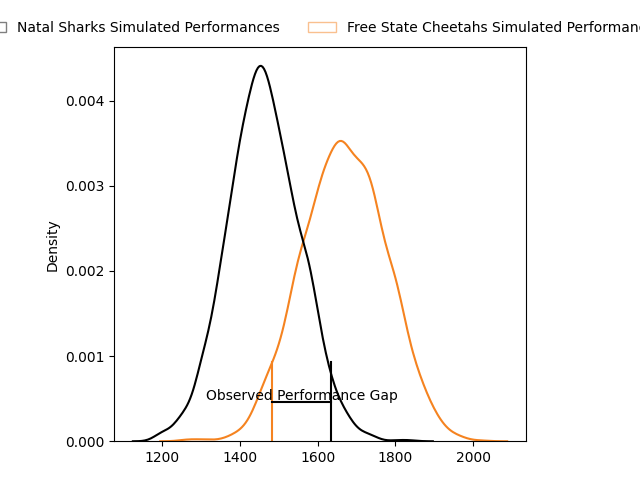 Natal Sharks Simulated Performances
Free State Cheetahs Simulated
Density
0.004
0.003
0.002
0.001
0.000
Observed Performance Gap
1200 1400 1600 1800 2000